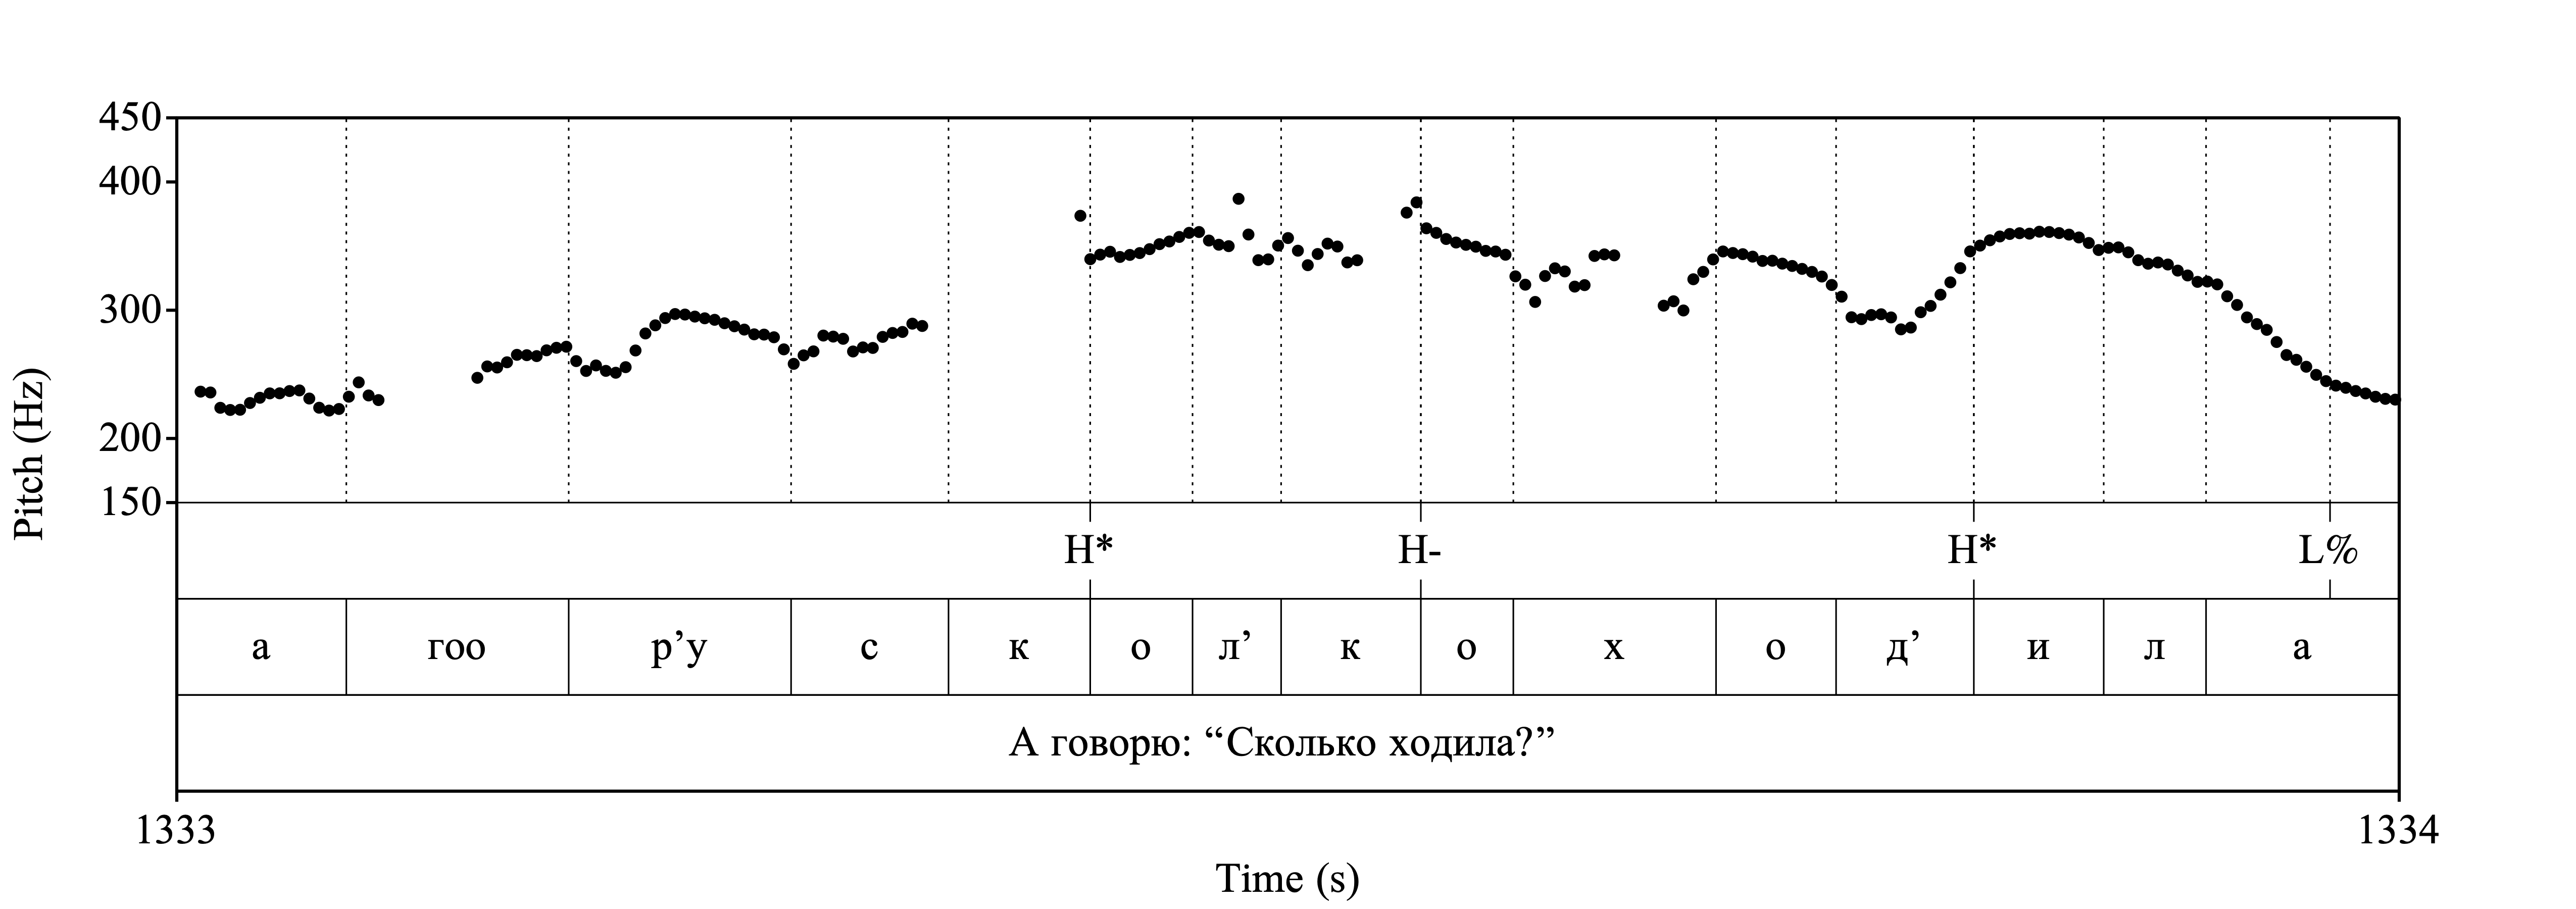 450
400
300
200
150
Pitch (Hz)
H* H- H* L%
а гоо р’у с к о л’ к о х о д’ и л а
А говорю: “Сколько ходила?”
1333 1334
Time (s)